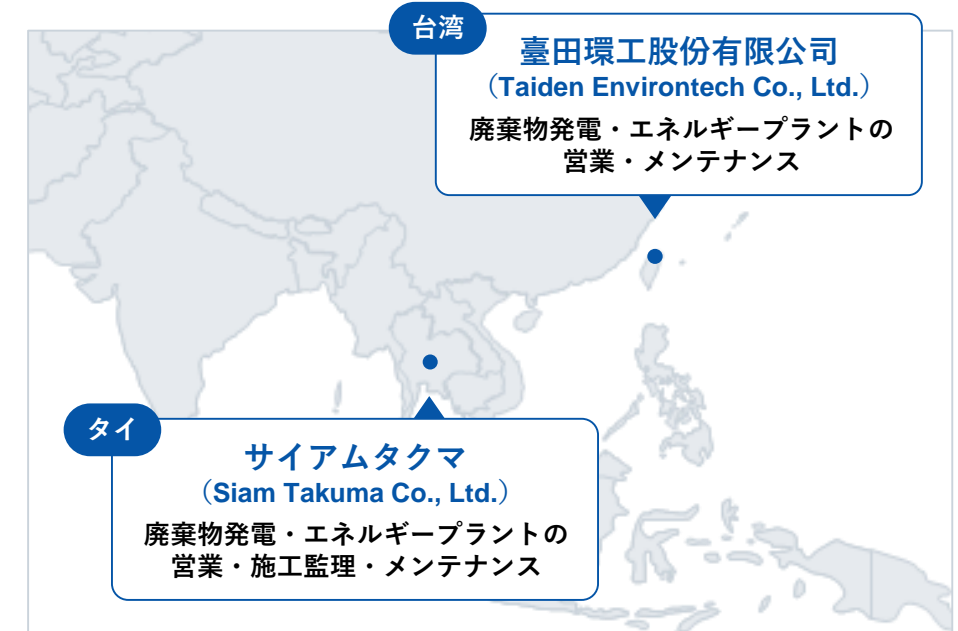 台湾
臺田環工股份有限公司
（Taiden Environtech Co., Ltd.）
廃棄物発電・エネルギープラントの
営業・メンテナンス
タイ
サイアムタクマ
（Siam Takuma Co., Ltd.）
廃棄物発電・エネルギープラントの
営業・施工監理・メンテナンス